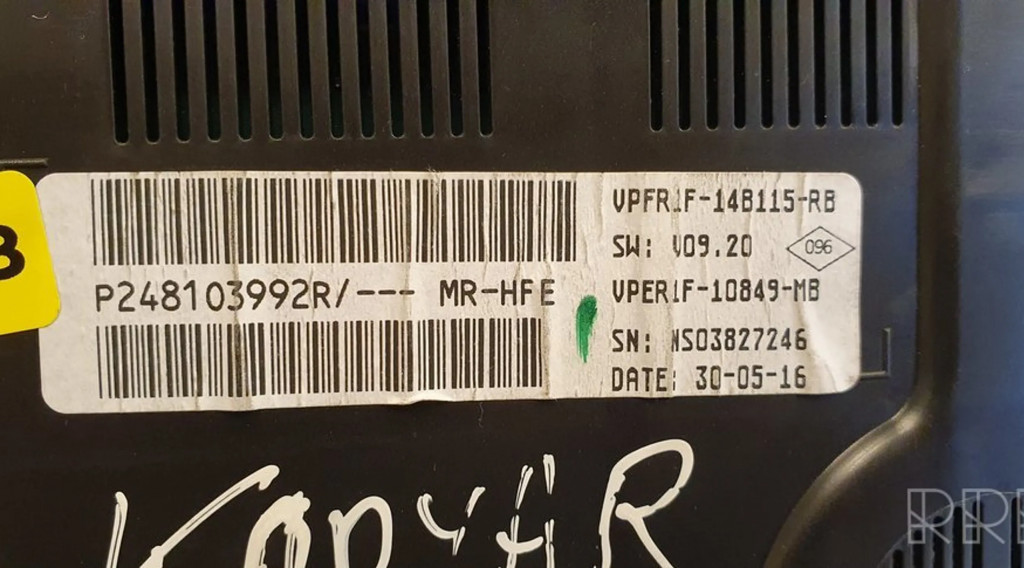 VPFR1F-14B115-RB
SW: V09.20
096
P248103992R/--- MR-HFE
VPER1F-10849-MB
SN: NS03827246
DATE: 30-05-16